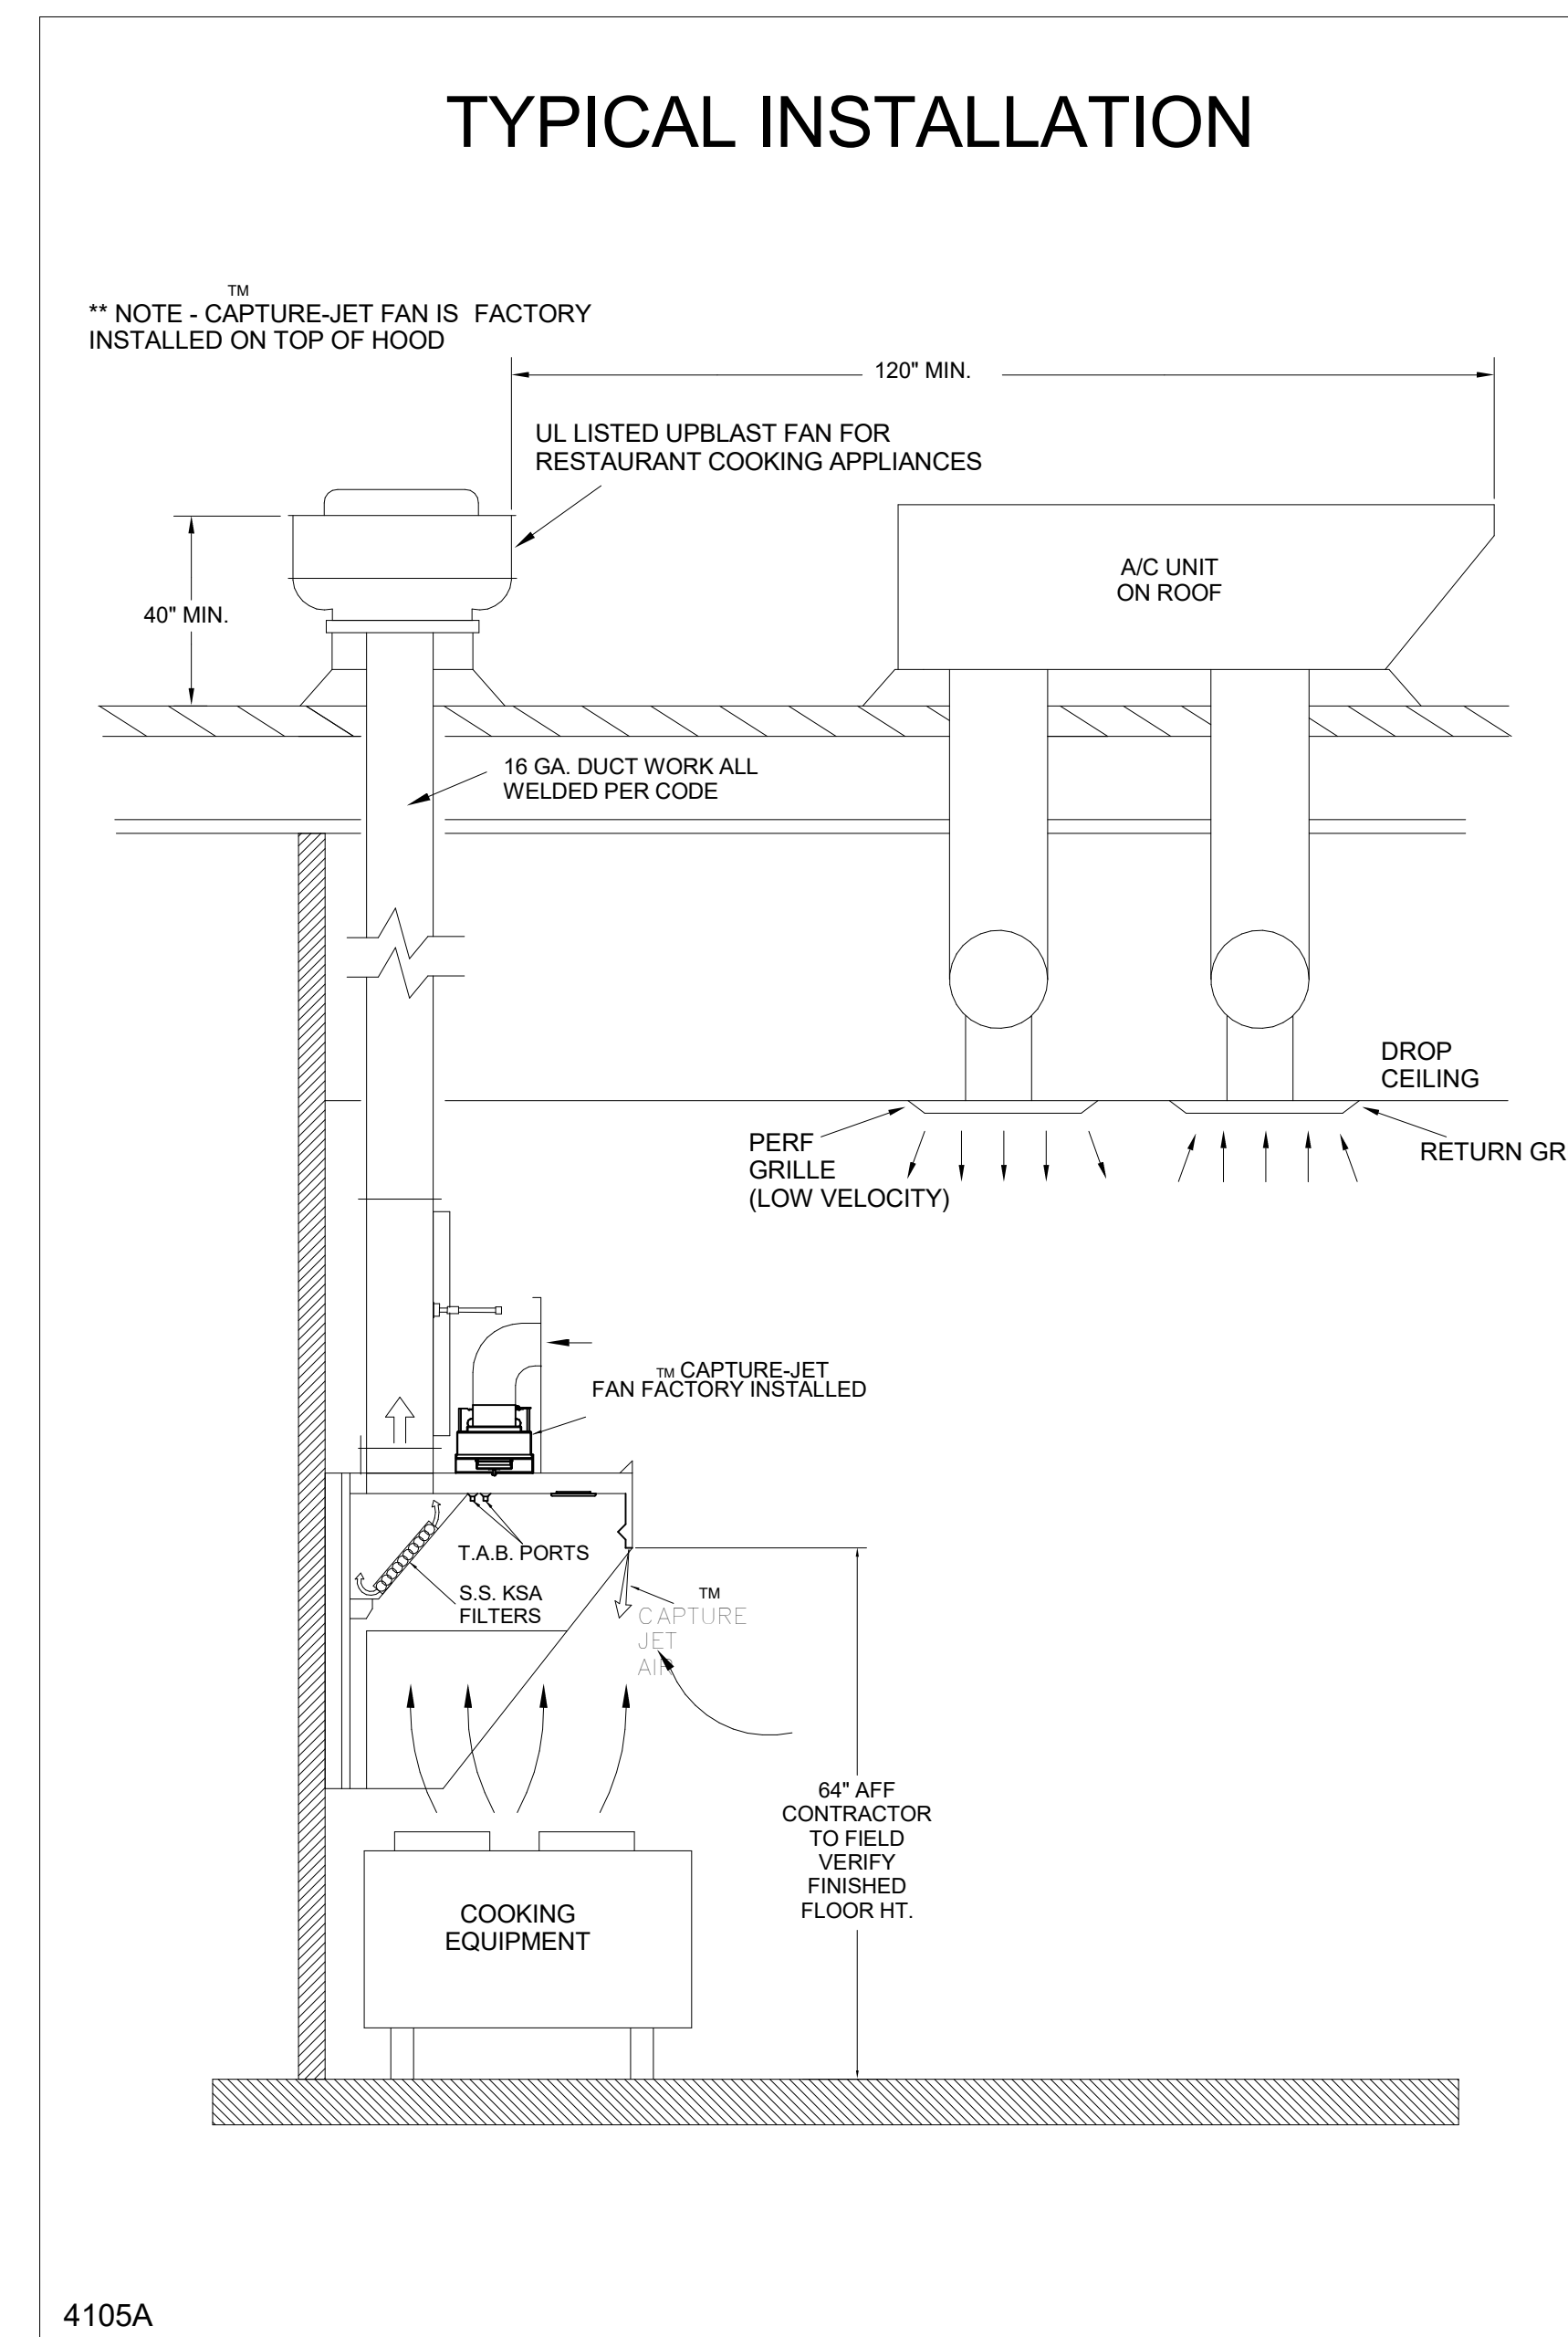 TYPICAL INSTALLATION
TM
** NOTE - CAPTURE-JET FAN IS FACTORY
INSTALLED ON TOP OF HOOD
120" MIN.
UL LISTED UPBLAST FAN FOR
RESTAURANT COOKING APPLIANCES
A/C UNIT
ON ROOF
40" MIN.
16 GA. DUCT WORK ALL
WELDED PER CODE
DROP
CEILING
PERF
GRILLE
(LOW VELOCITY)
RETURN GR
TM CAPTURE-JET
FAN FACTORY INSTALLED
T.A.B. PORTS
S.S. KSA
FILTERS
TM
CAPTURE
JET
AIR
64" AFF
CONTRACTOR
TO FIELD
VERIFY
FINISHED
FLOOR HT.
COOKING
EQUIPMENT
4105A